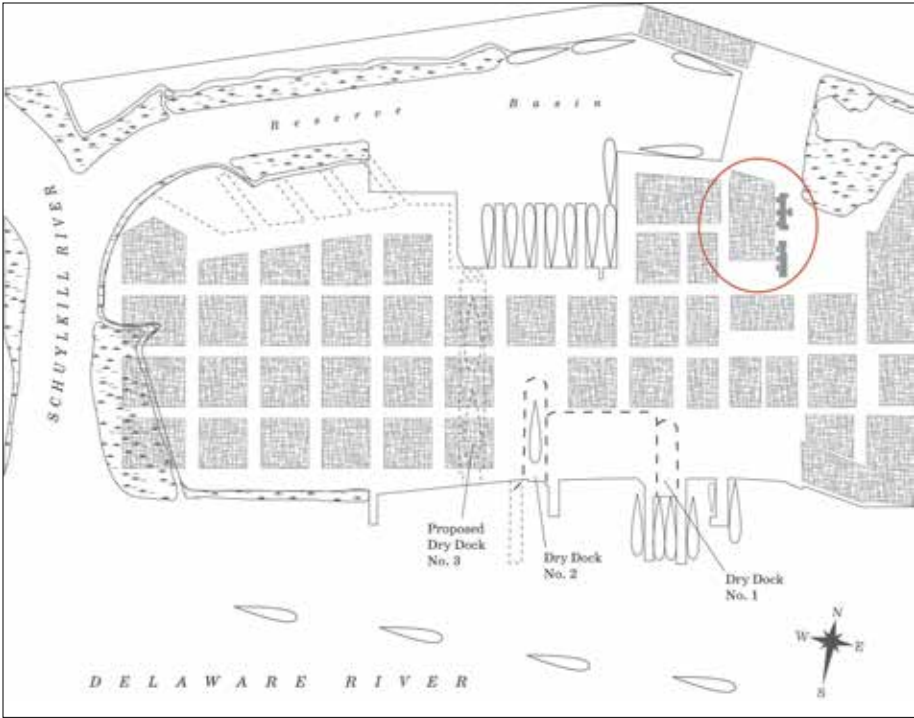 Reserve Basin
SCHUYLKILL RIVER
Proposed
Dry Dock
No. 3
Dry Dock
No. 2
Dry Dock
No. 1
N
W E
S
DELAWARE RIVER